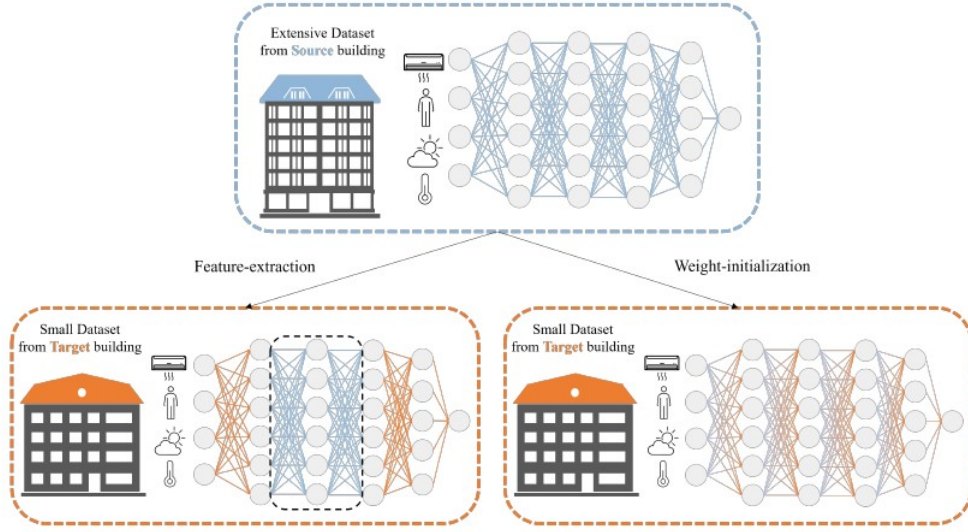 Extensive Dataset
from Source building
Feature-extraction
Weight-initialization
Small Dataset
from Target building
Small Dataset
from Target building